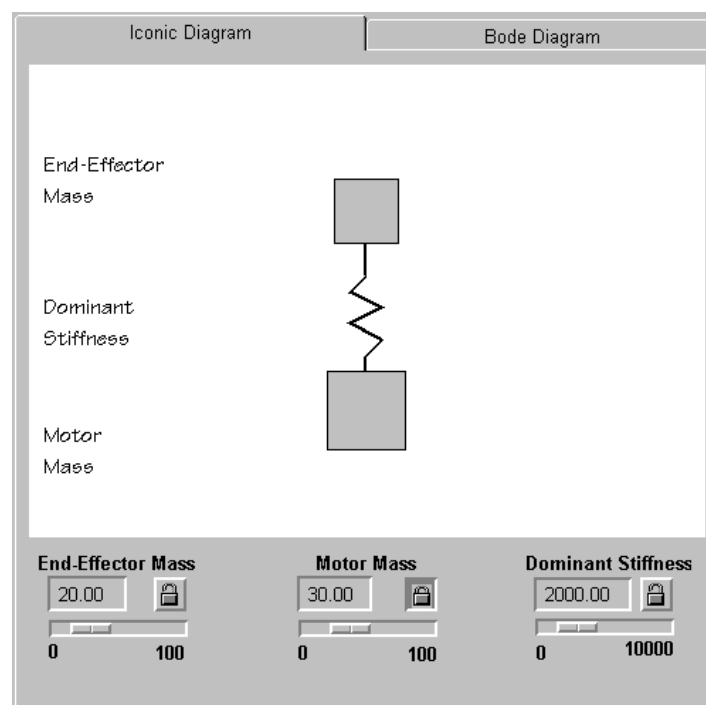 Iconic Diagram
Bode Diagram
End-Effector
Mass
Dominant
Stiffness
Motor
Mass
End-Effector Mass
Motor Mass
Dominant Stiffness
20.00
30.00
2000.00
0
100
0
100
0
10000